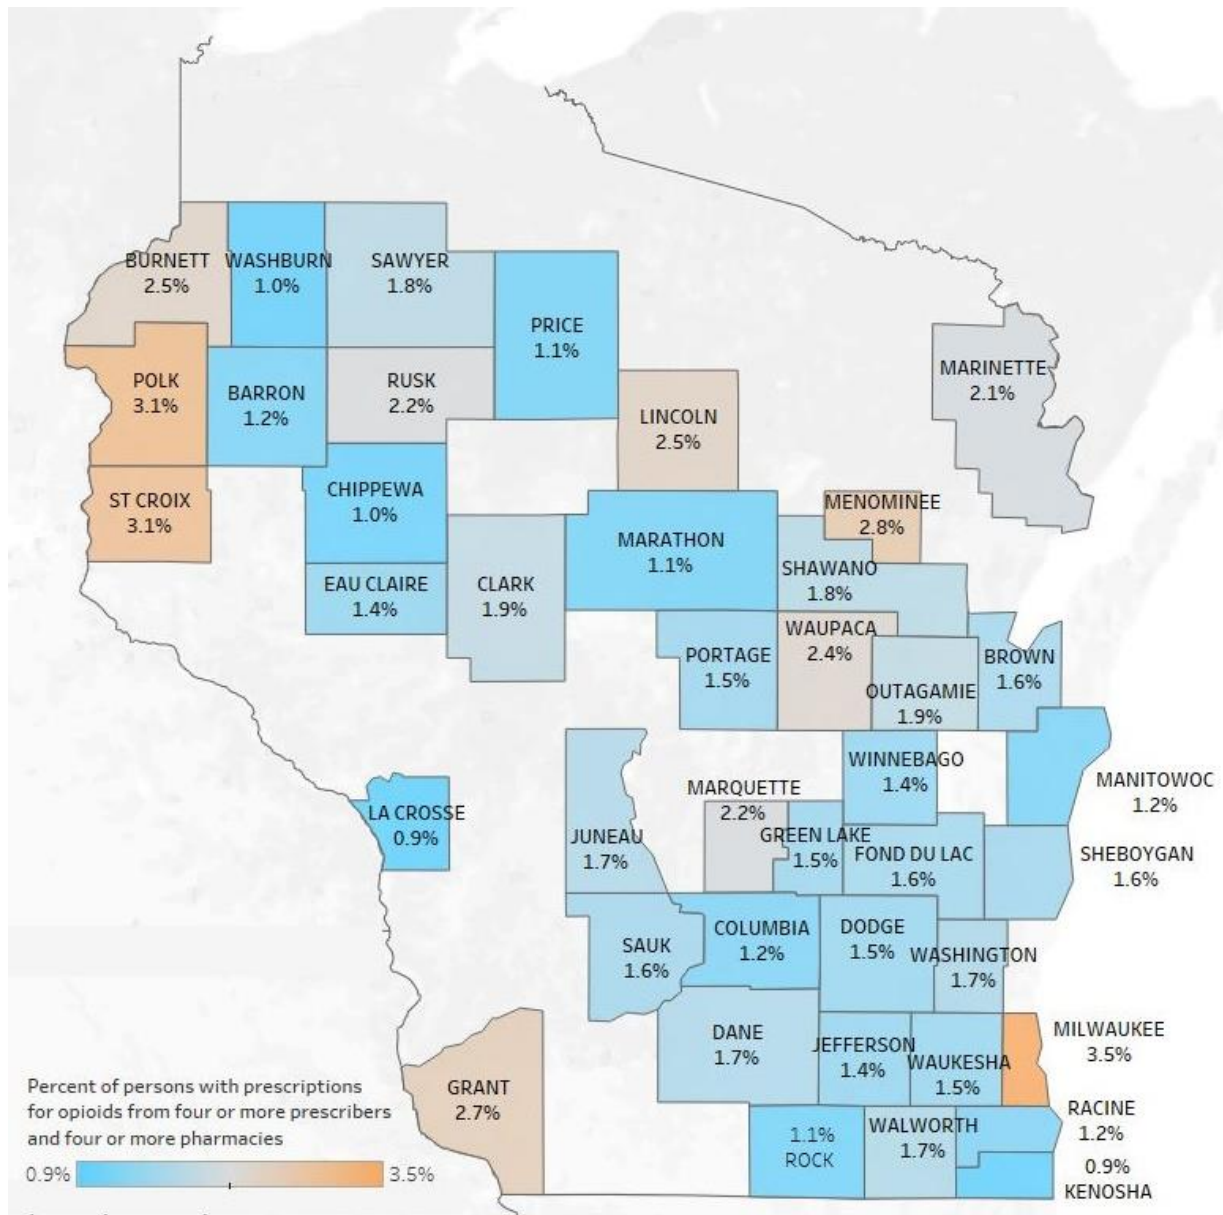 BURNETT
2.5%
WASHBURN
1.0%
SAWYER
1.8%
PRICE
1.1%
POLK
3.1%
BARRON
1.2%
RUSK
2.2%
LINCOLN
2.5%
MARINETTE
2.1%
ST CROIX
3.1%
CHIPPEWA
1.0%
MARATHON
1.1%
MENOMINEE
2.8%
EAU CLAIRE
1.4%
CLARK
1.9%
SHAWANO
1.8%
WAUPACA
2.4%
PORTAGE
1.5%
OUTAGAMIE
1.9%
BROWN
1.6%
WINNEBAGO
1.4%
MANITOWOC
1.2%
LA CROSSE
0.9%
JUNEAU
1.7%
MARQUETTE
2.2%
GREEN LAKE
1.5%
FOND DU LAC
1.6%
SHEBOYGAN
1.6%
SAUK
1.6%
COLUMBIA
1.2%
DODGE
1.5%
WASHINGTON
1.7%
DANE
1.7%
JEFFERSON
1.4%
WAUKESHA
1.5%
MILWAUKEE
3.5%
GRANT
2.7%
1.1%
ROCK
WALWORTH
1.7%
RACINE
1.2%
0.9%
KENOSHA
Percent of persons with prescriptions
for opioids from four or more prescribers
and four or more pharmacies
0.9% 3.5%